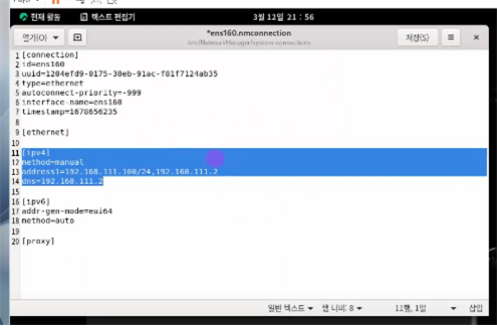 현재 활동 텍스트 편집기 3월 12일 21 : 56
열기(O) *ens160.nmconnection 저장(S)
/etc/NetworkManager/system-connections
1 [connection]
2 id=ens160
3 uuid=1204efd9-0175-38eb-91ac-f81f7124ab35
4 type=ethernet
5 autoconnect-priority=-999
6 interface-name=ens160
7 timestamp=1678656235
8
9 [ethernet]
10
11 [ipv4]
12 method=manual
13 address1=192.168.111.100/24,192.168.111.2
14 dns=192.168.111.2
15
16 [ipv6]
17 addr-gen-mode=eui64
18 method=auto
19
20 [proxy]
일반 텍스트 탭 너비: 8 11행, 1열 삽입